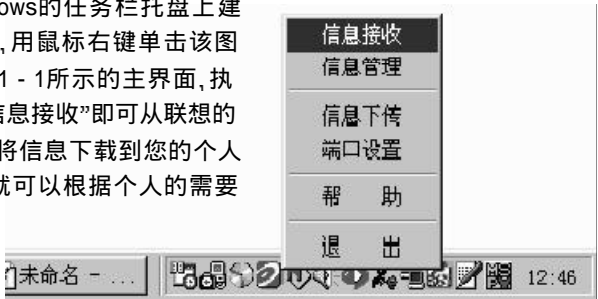 ows的任务栏托盘上建
,用鼠标右键单击该图
1 - 1所示的主界面,执
信息接收”即可从联想的
将信息下载到您的个人
就可以根据个人的需要
信息接收
信息管理
信息下传
端口设置
帮 助
退 出
未命名 - ...
12:46